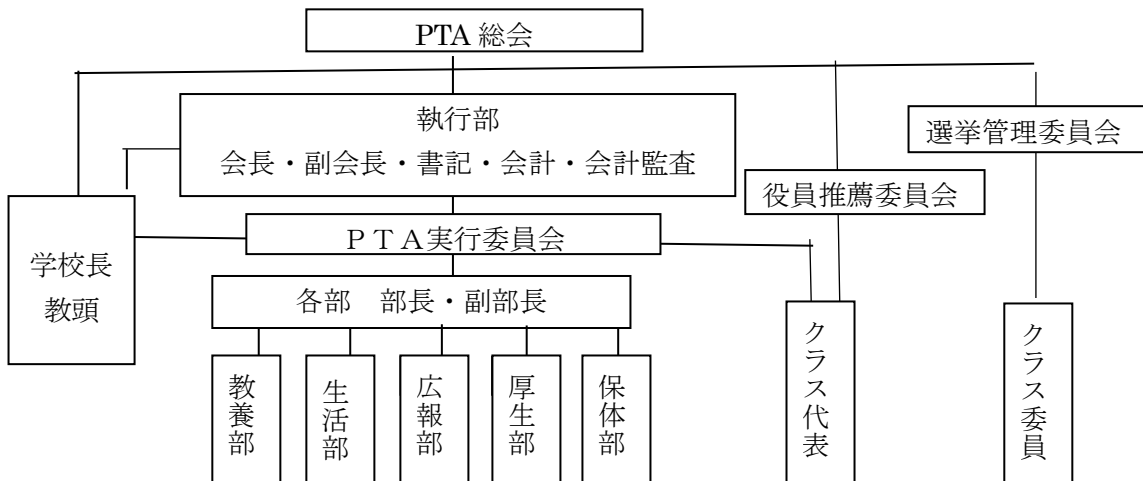 PTA 総会
執行部
会長・副会長・書記・会計・会計監査
選挙管理委員会
役員推薦委員会
PTA実行委員会
学校長
教頭
各部　部長・副部長
教養部
生活部
広報部
厚生部
保体部
クラス代表
クラス委員